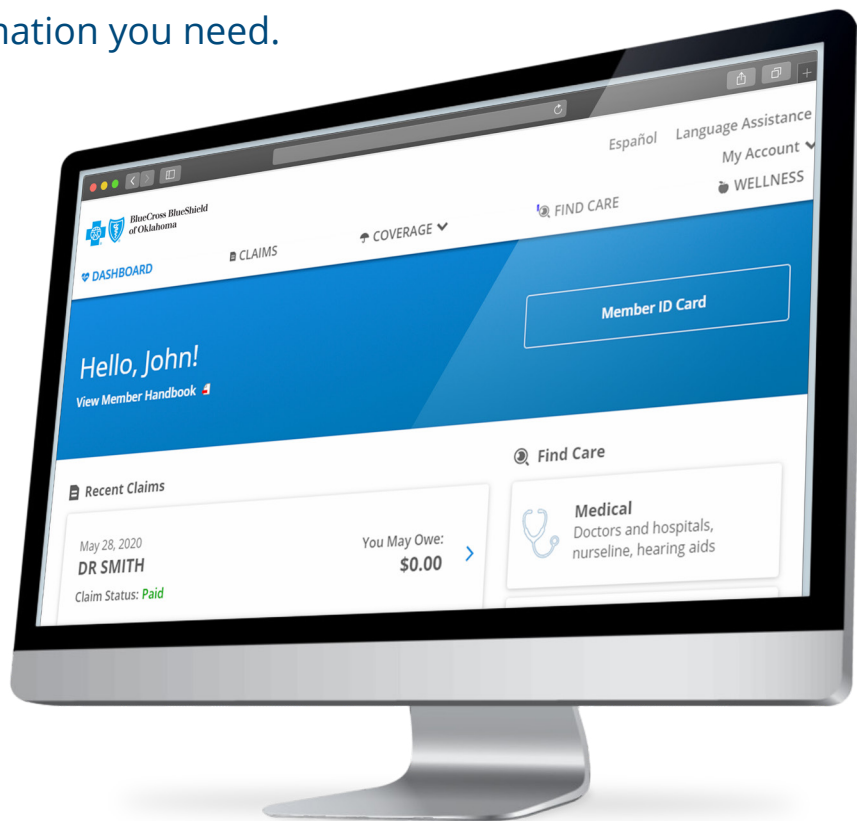 mation you need.
Español Language Assistance
My Account
BlueCross BlueShield
of Oklahoma
DASHBOARD
CLAIMS
COVERAGE
FIND CARE
WELLNESS
Hello, John!
View Member Handbook
Member ID Card
Recent Claims
May 28, 2020
DR SMITH
Claim Status: Paid
You May Owe:
$0.00
Find Care
Medical
Doctors and hospitals,
nurseline, hearing aids